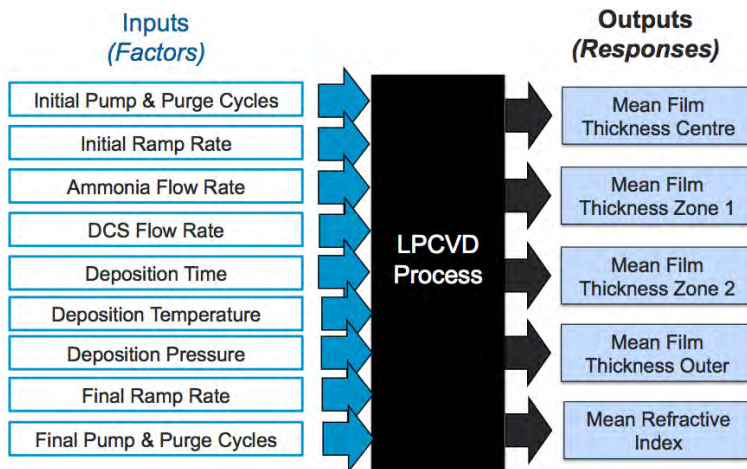 Inputs
(Factors)
Outputs
(Responses)
Initial Pump & Purge Cycles
Initial Ramp Rate
Ammonia Flow Rate
DCS Flow Rate
Deposition Time
Deposition Temperature
Deposition Pressure
Final Ramp Rate
Final Pump & Purge Cycles
LPCVD
Process
Mean Film
Thickness Centre
Mean Film
Thickness Zone 1
Mean Film
Thickness Zone 2
Mean Film
Thickness Outer
Mean Refractive
Index